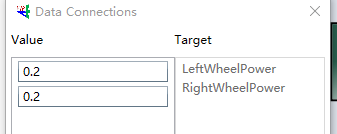 Data Connections
Value Target
0.2 LeftWheelPower
0.2 RightWheelPower